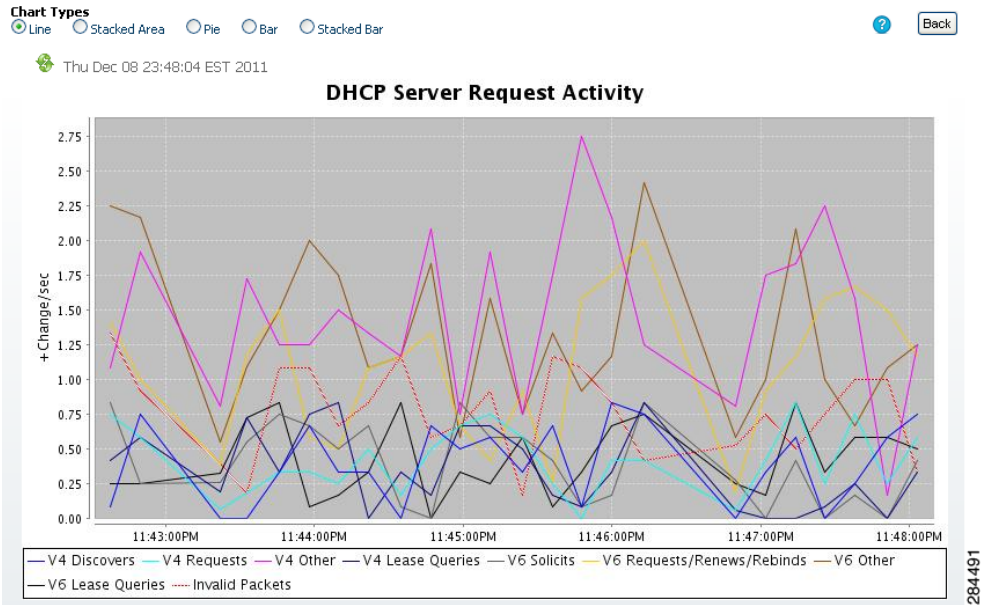 Chart Types
Line Stacked Area Pie Bar Stacked Bar
? Back
Thu Dec 08 23:48:04 EST 2011
DHCP Server Request Activity
2.75
2.50
2.25
2.00
1.75
1.50
1.25
1.00
0.75
0.50
0.25
0.00
+Change/sec
11:43:00PM 11:44:00PM 11:45:00PM 11:46:00PM 11:47:00PM 11:48:00PM
V4 Discovers V4 Requests V4 Other V4 Lease Queries V6 Solicits V6 Requests/Renews/Rebinds V6 Other
V6 Lease Queries Invalid Packets
284491